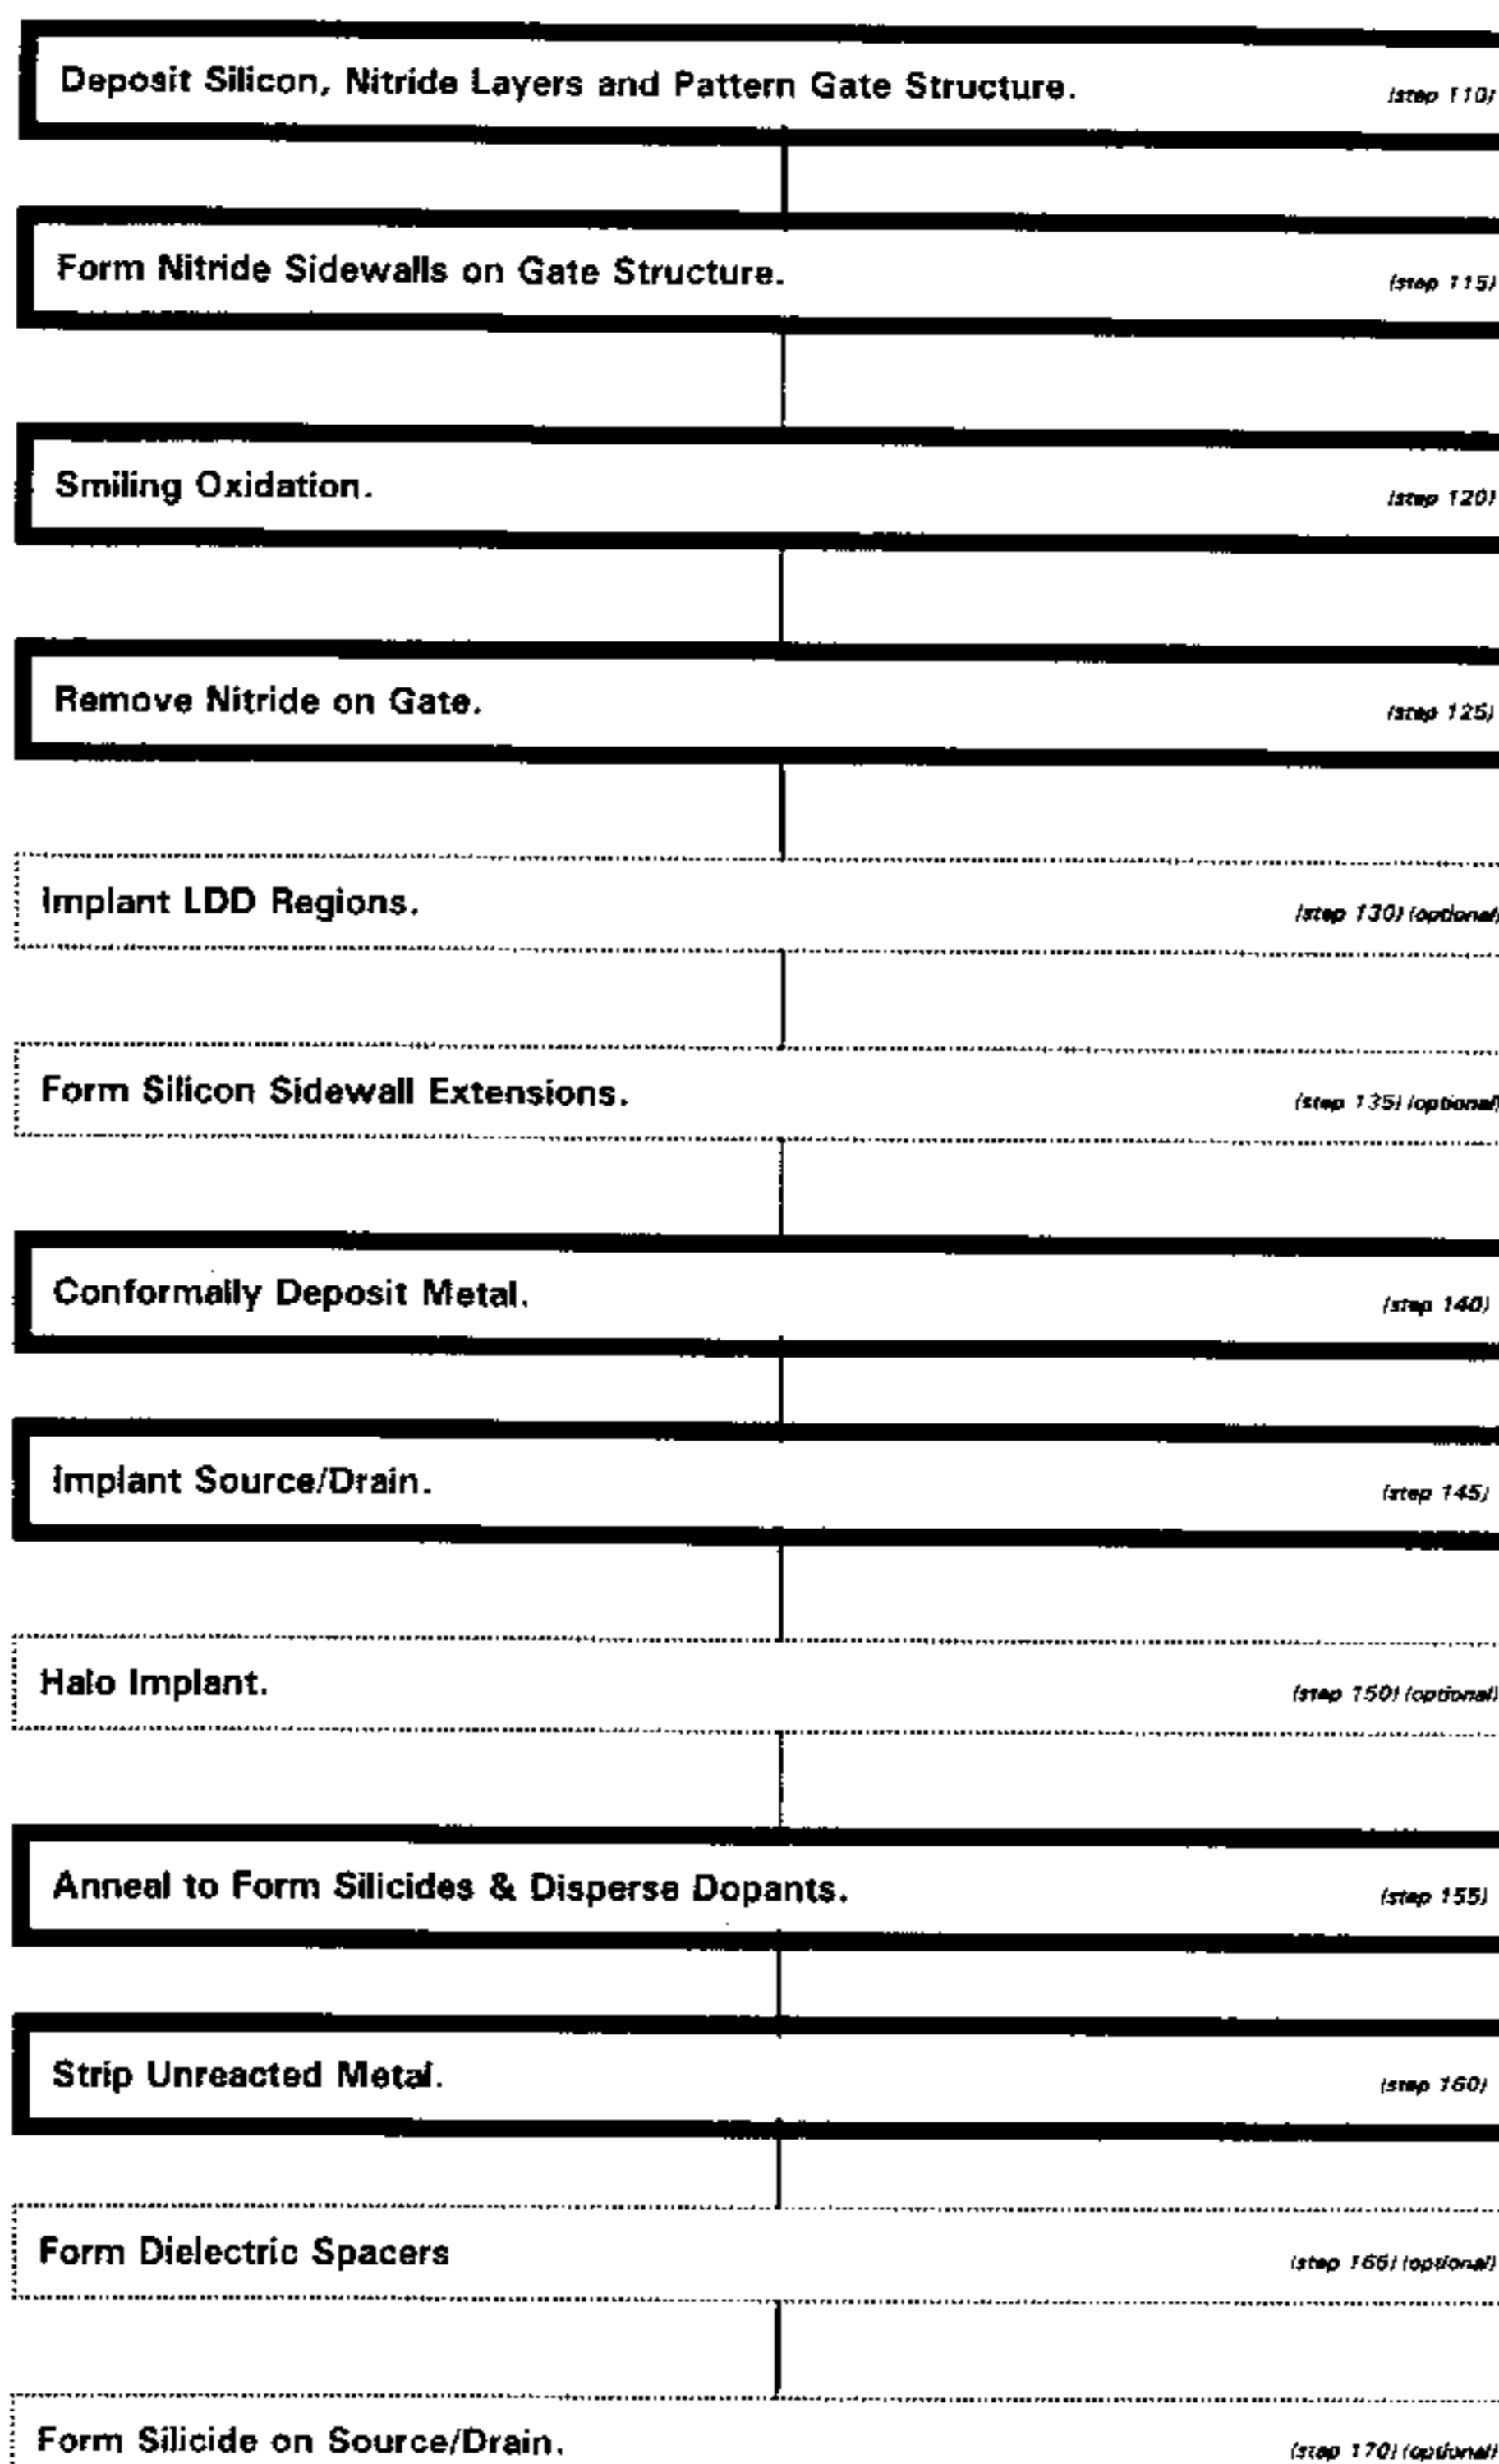 Deposit Silicon, Nitride Layers and Pattern Gate Structure. (step 110)
Form Nitride Sidewalls on Gate Structure. (step 115)
Smiling Oxidation. (step 120)
Remove Nitride on Gate. (step 125)
Implant LDD Regions. (step 130) (optional)
Form Silicon Sidewall Extensions. (step 135) (optional)
Conformally Deposit Metal. (step 140)
Implant Source/Drain. (step 145)
Halo Implant. (step 150) (optional)
Anneal to Form Silicides & Disperse Dopants. (step 155)
Strip Unreacted Metal. (step 160)
Form Dielectric Spacers (step 165) (optional)
Form Silicide on Source/Drain. (step 170) (optional)